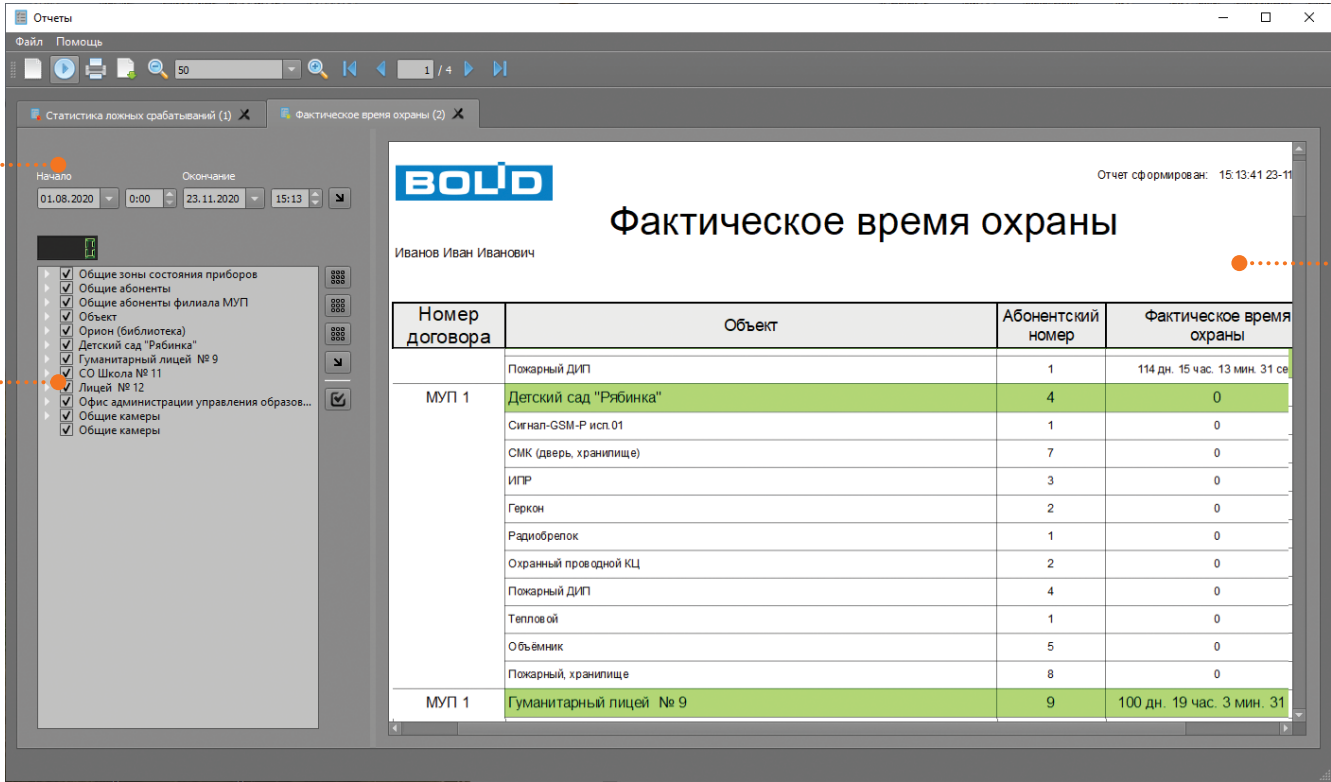 Отчеты
Файл Помощь
50 1 / 4
Статистика ложных срабатываний (1) Фактическое время охраны (2)
Начало Окончание
01.08.2020 0:00 23.11.2020 15:13
0
Общие зоны состояния приборов
Общие абоненты
Общие абоненты филиала МУП
Объект
Орион (библиотека)
Детский сад "Рябинка"
Гуманитарный лицей № 9
СО Школа № 11
Лицей № 12
Офис администрации управления образов...
Общие камеры
Общие камеры
BOLID
Отчет сформирован: 15:13:41 23-11
Фактическое время охраны
Иванов Иван Иванович
Номер договора Объект Абонентский номер Фактическое время охраны
Пожарный ДИП 1 114 дн. 15 час. 13 мин. 31 се
МУП 1 Детский сад "Рябинка" 4 0
Сигнал-GSM-Р исп.01 1 0
СМК (дверь, хранилище) 7 0
ИПР 3 0
Геркон 2 0
Радиобрелок 1 0
Охранный проводной КЦ 2 0
Пожарный ДИП 4 0
Тепловой 1 0
Объёмник 5 0
Пожарный, хранилище 8 0
МУП 1 Гуманитарный лицей № 9 9 100 дн. 19 час. 3 мин. 31